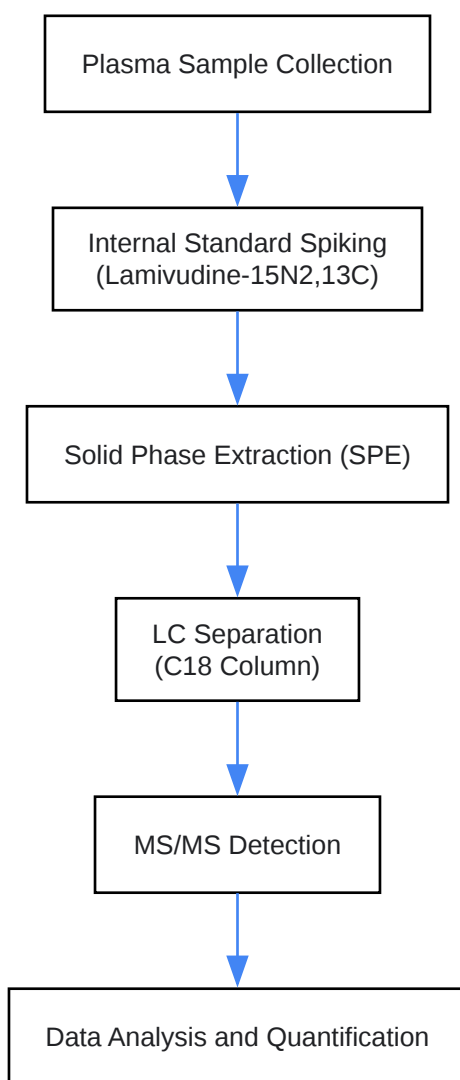 Plasma Sample Collection
Internal Standard Spiking
(Lamivudine-15N2,13C)
Solid Phase Extraction (SPE)
LC Separation
(C18 Column)
MS/MS Detection
Data Analysis and Quantification